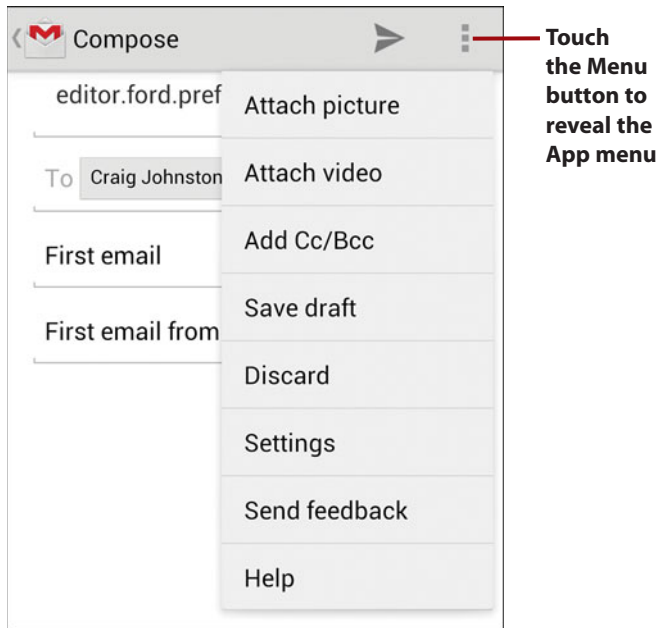 Compose
editor.ford.pref
To Craig Johnston
First email
First email from
Attach picture
Attach video
Add Cc/Bcc
Save draft
Discard
Settings
Send feedback
Help
Touch
the Menu
button to
reveal the
App menu